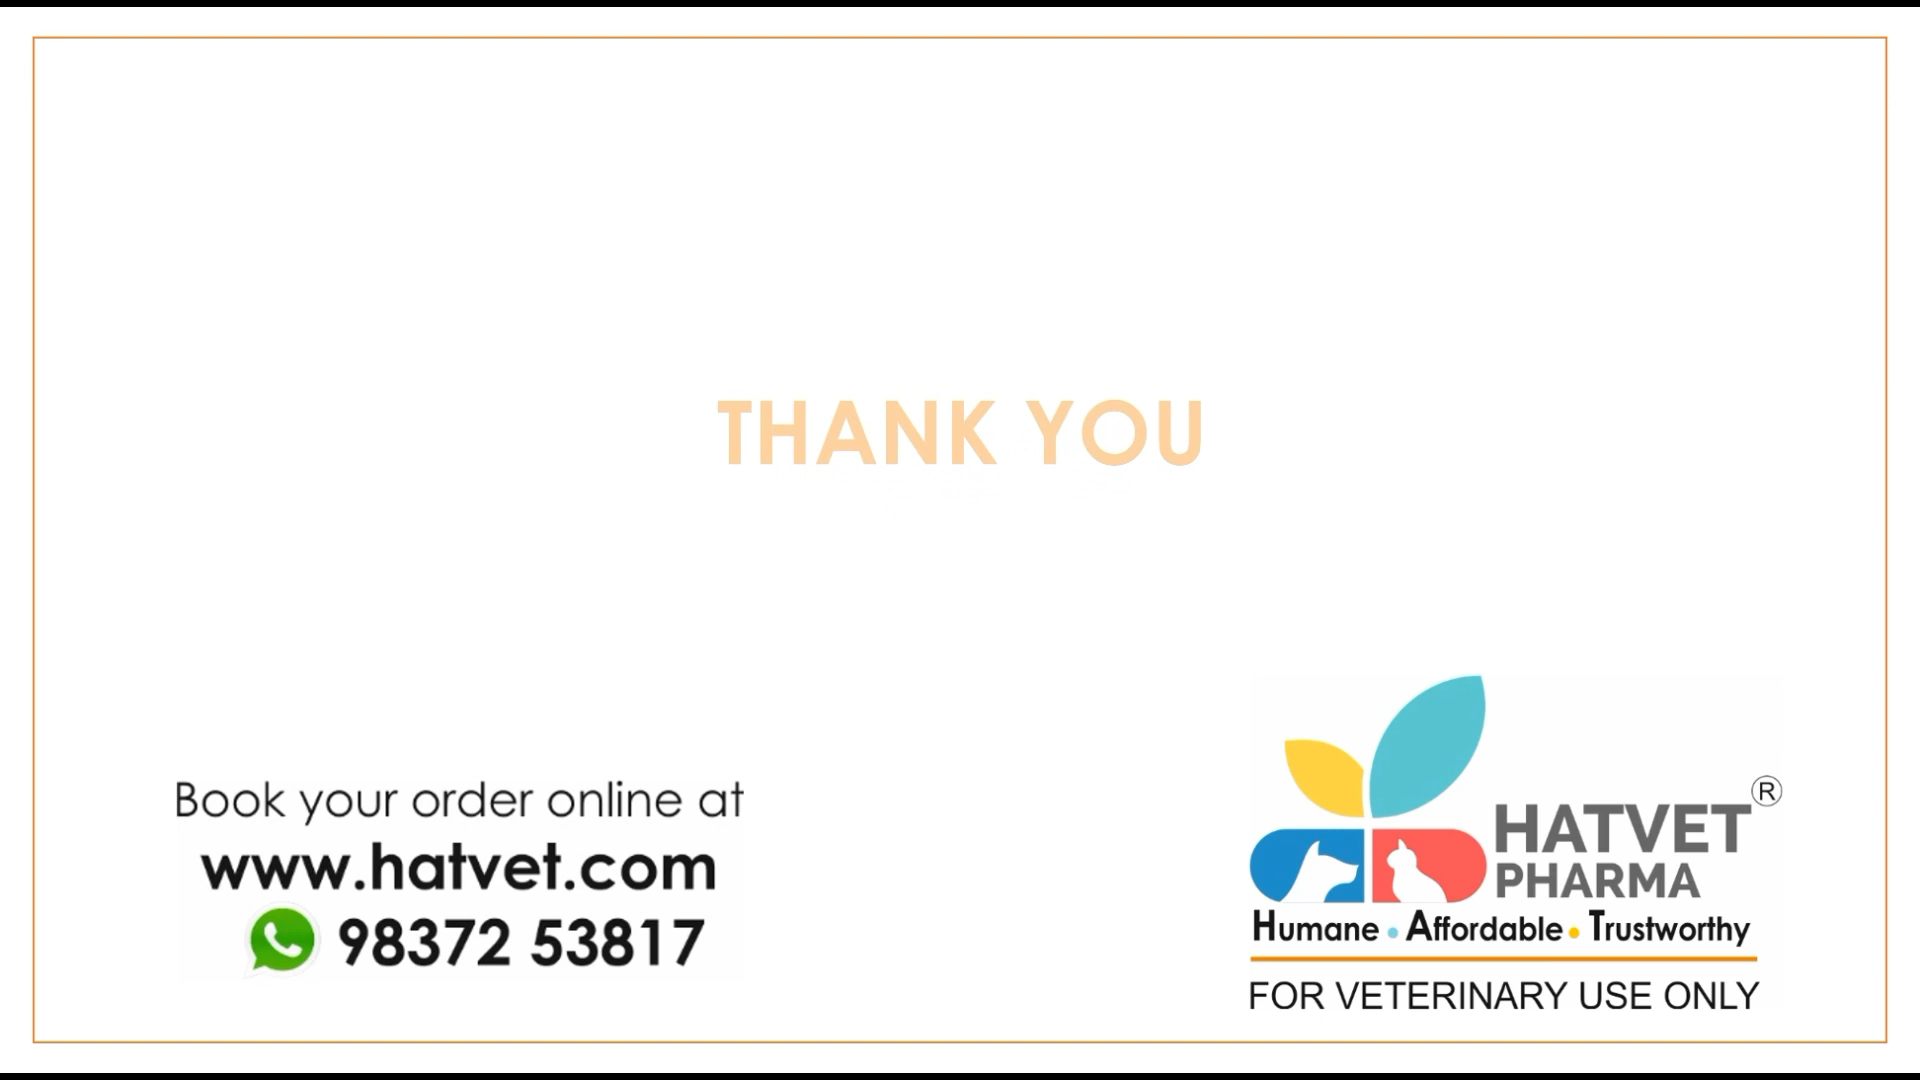 THANK YOU
Book your order online at
www.hatvet.com
98372 53817
HATVET®
PHARMA
Humane • Affordable • Trustworthy
FOR VETERINARY USE ONLY